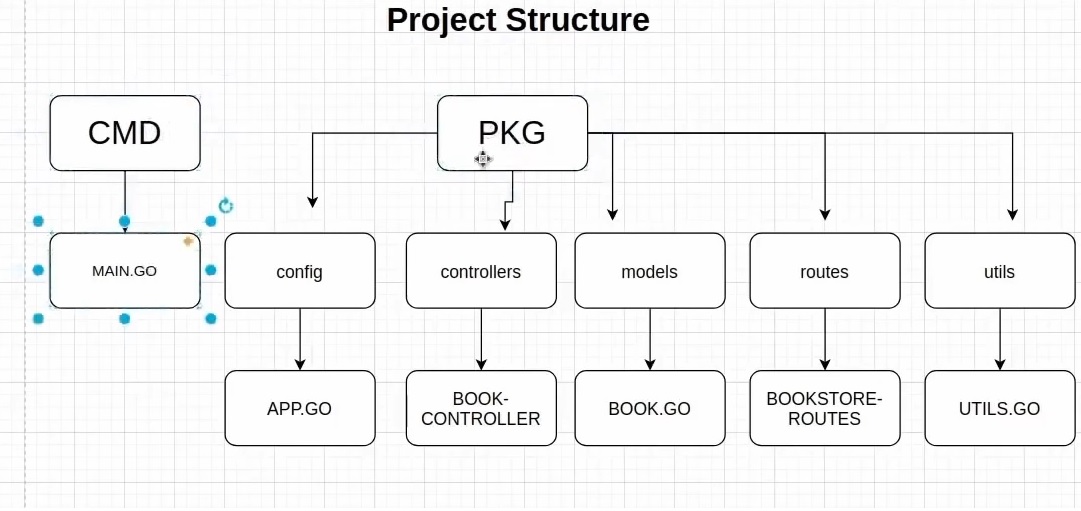 Project Structure
CMD
PKG
MAIN.GO
config
controllers
models
routes
utils
APP.GO
BOOK-
CONTROLLER
BOOK.GO
BOOKSTORE-
ROUTES
UTILS.GO